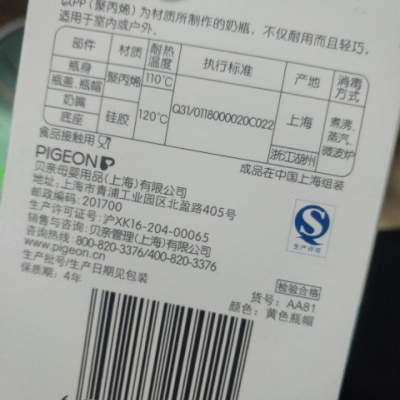 以PP（聚丙烯）为材质所制作的奶瓶，不仅耐用而且轻巧。
适用于室内或户外。
部件 材质 耐热温度 执行标准 产地 消毒方式
瓶身 聚丙烯 110℃ Q31/0118000020C022 上海 煮沸、蒸汽、微波炉
瓶盖、瓶帽
奶嘴 硅胶 120℃
底座 浙江湖州
食品接触用 成品在中国上海组装
PIGEON
贝亲母婴用品（上海）有限公司
地址：上海市青浦工业园区北盈路405号
邮政编码：201700
生产许可证号：沪XK16-204-00065
销售与咨询：贝亲管理（上海）有限公司
咨询热线：800-820-3376/400-820-3376
www.pigeon.cn
生产批号/生产日期见包装
保质期：4年
QS
生产许可
检验合格
货号：AA81
颜色：黄色瓶帽